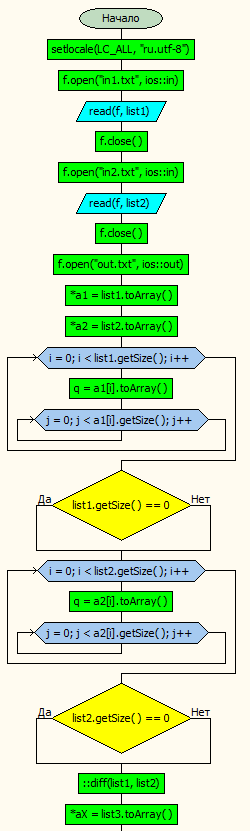 Начало
setlocale(LC_ALL, "ru.utf-8")
f.open("in1.txt", ios::in)
read(f, list1)
f.close()
f.open("in2.txt", ios::in)
read(f, list2)
f.close()
f.open("out.txt", ios::out)
*a1 = list1.toArray()
*a2 = list2.toArray()
i = 0; i < list1.getSize(); i++
q = a1[i].toArray()
j = 0; j < a1[i].getSize(); j++
Да
Нет
list1.getSize() == 0
i = 0; i < list2.getSize(); i++
q = a2[i].toArray()
j = 0; j < a2[i].getSize(); j++
Да
Нет
list2.getSize() == 0
::diff(list1, list2)
*aX = list3.toArray()